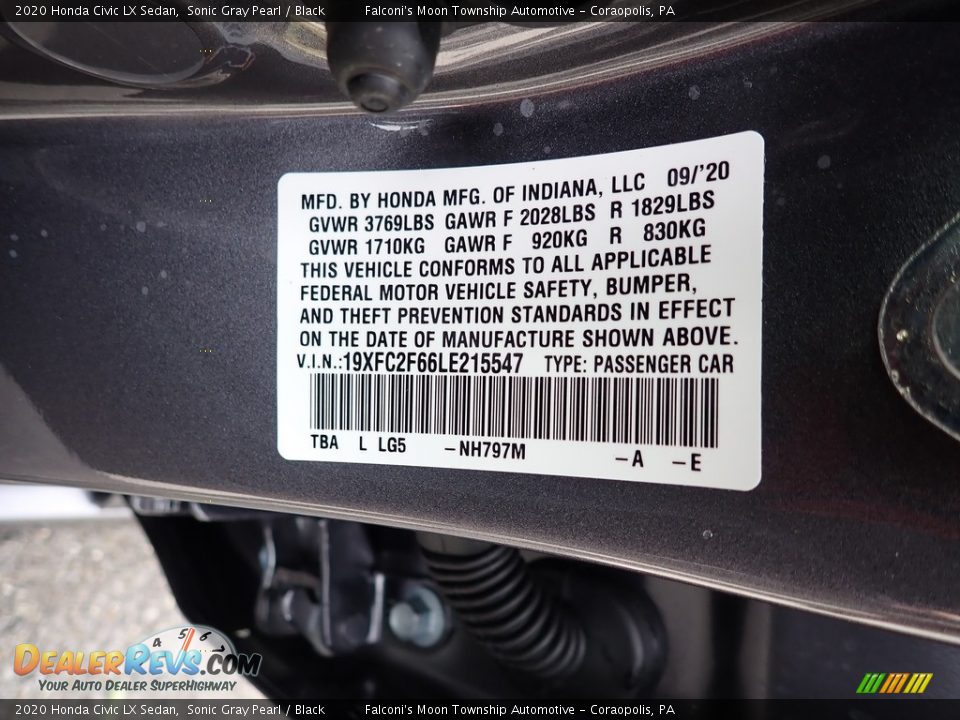 2020 Honda Civic LX Sedan, Sonic Gray Pearl / Black Falconi's Moon Township Automotive - Coraopolis, PA
MFD. BY HONDA MFG. OF INDIANA, LLC 09/'20
GVWR 3769LBS GAWR F 2028LBS R 1829LBS
GVWR 1710KG GAWR F 920KG R 830KG
THIS VEHICLE CONFORMS TO ALL APPLICABLE
FEDERAL MOTOR VEHICLE SAFETY, BUMPER,
AND THEFT PREVENTION STANDARDS IN EFFECT
ON THE DATE OF MANUFACTURE SHOWN ABOVE.
V.I.N.:19XFC2F66LE215547 TYPE: PASSENGER CAR
TBA L LG5 -NH797M -A -E
4 5 6
DEALERREVS.COM
YOUR AUTO DEALER SUPERHIGHWAY
2020 Honda Civic LX Sedan, Sonic Gray Pearl / Black Falconi's Moon Township Automotive - Coraopolis, PA